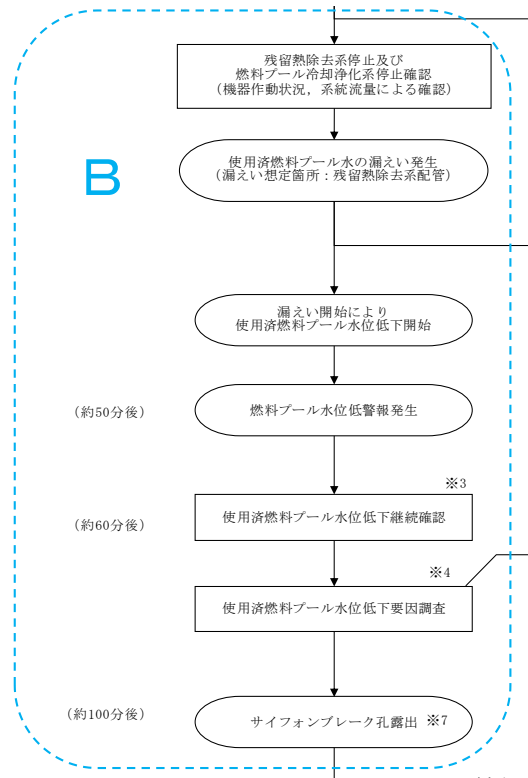 残留熱除去系停止及び
燃料プール冷却浄化系停止確認
（機器作動状況，系統流量による確認）
B
使用済燃料プール水の漏えい発生
（漏えい想定箇所：残留熱除去系配管）
漏えい開始により
使用済燃料プール水位低下開始
（約50分後）
燃料プール水位低警報発生
※3
（約60分後）
使用済燃料プール水位低下継続確認
※4
使用済燃料プール水位低下要因調査
（約100分後）
サイフォンブレーク孔露出 ※7